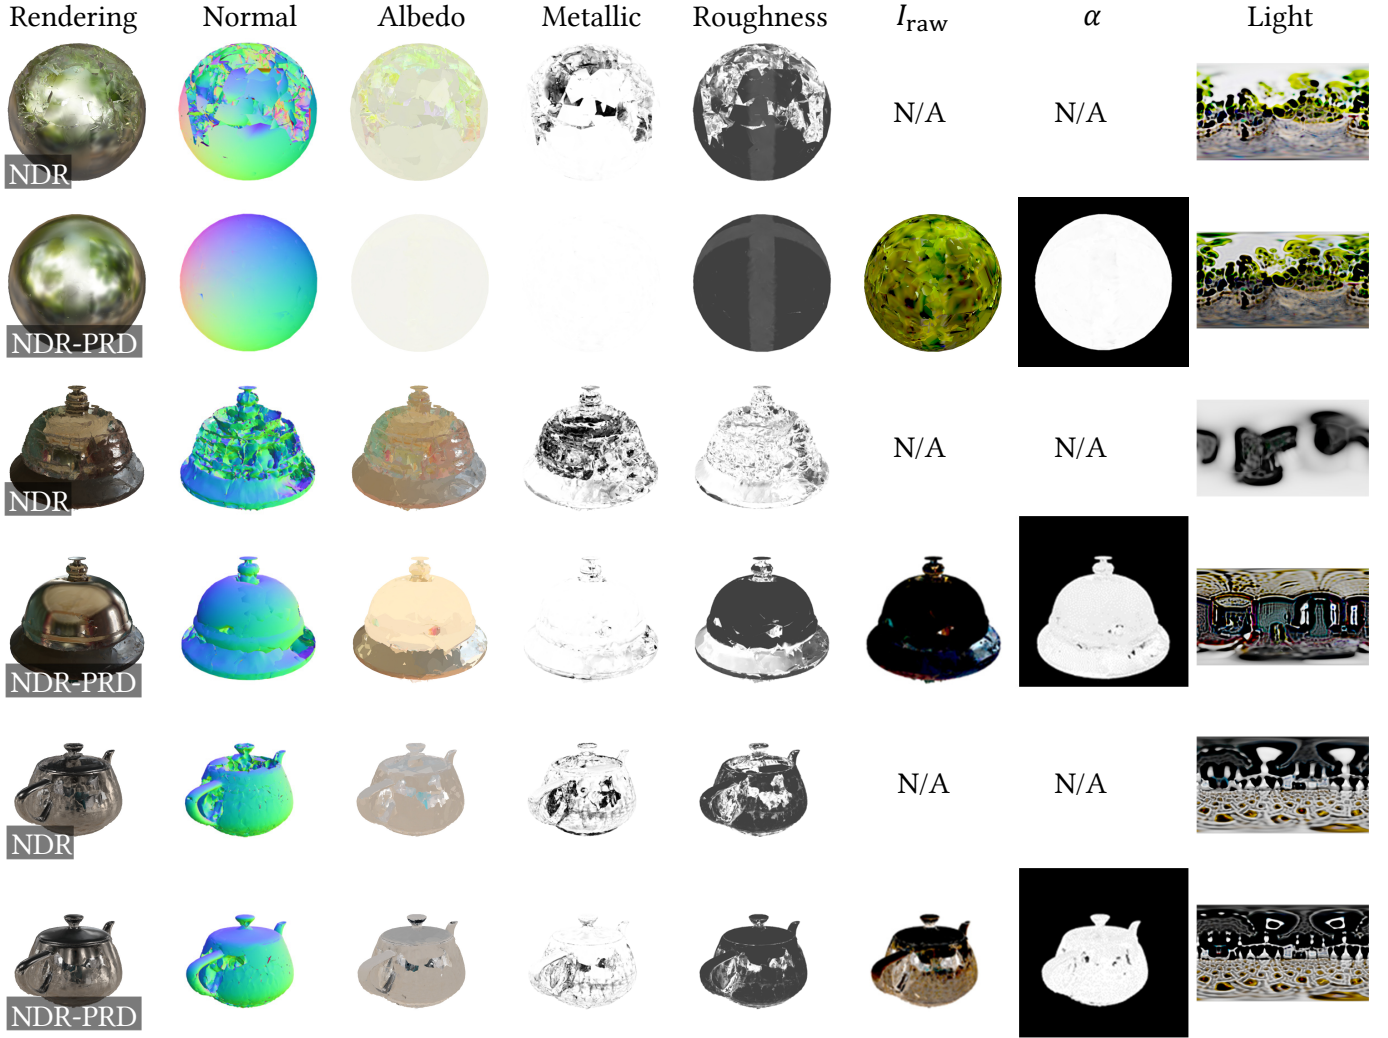 Rendering Normal Albedo Metallic Roughness I_raw α Light
NDR N/A N/A
NDR-PRD
NDR N/A N/A
NDR-PRD
NDR N/A N/A
NDR-PRD